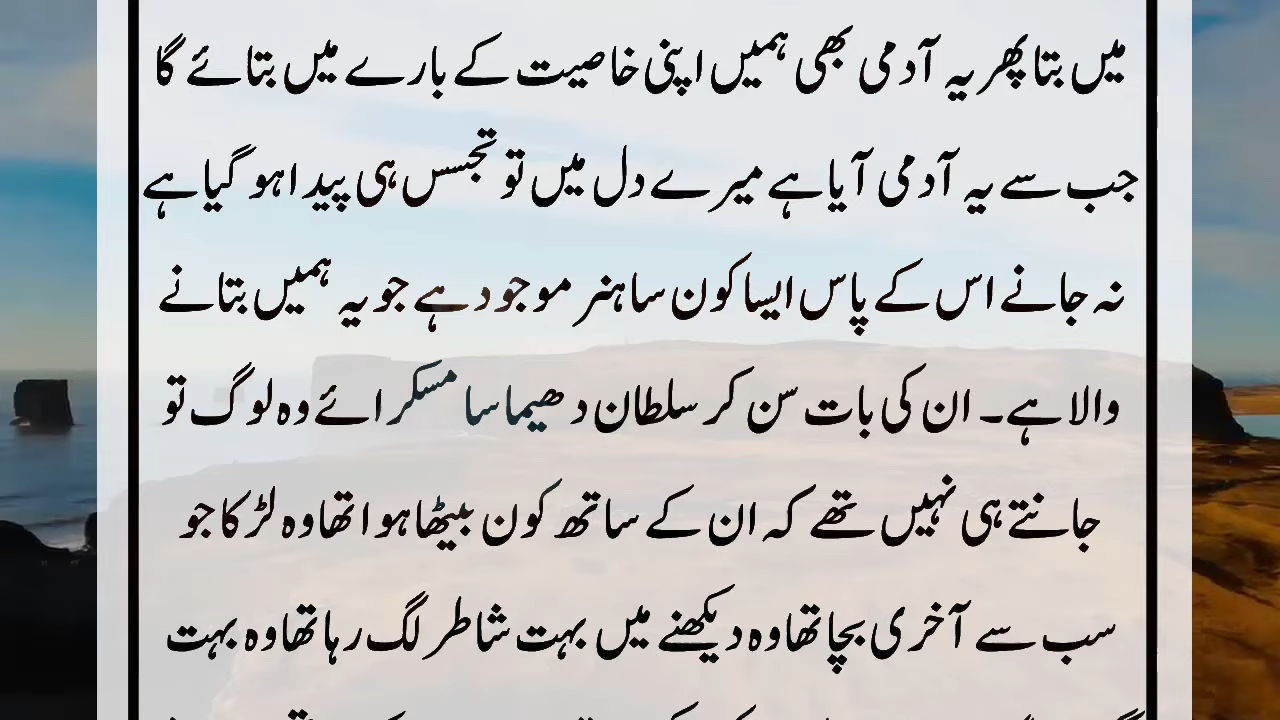 میں بتا پھر یہ آدمی بھی ہمیں اپنی خاصیت کے بارے میں بتائے گا
جب سے یہ آدمی آیا ہے میرے دل میں تو تجسس ہی پیدا ہو گیا ہے
نہ جانے اس کے پاس ایسا کون سا ہنر موجود ہے جو یہ ہمیں بتانے
والا ہے۔ ان کی بات سن کر سلطان دھیما سا مسکرائے وہ لوگ تو
جانتے ہی نہیں تھے کہ ان کے ساتھ کون بیٹھا ہوا تھا وہ لڑکا جو
سب سے آخری بچا تھا وہ دیکھنے میں بہت شاطر لگ رہا تھا وہ بہت